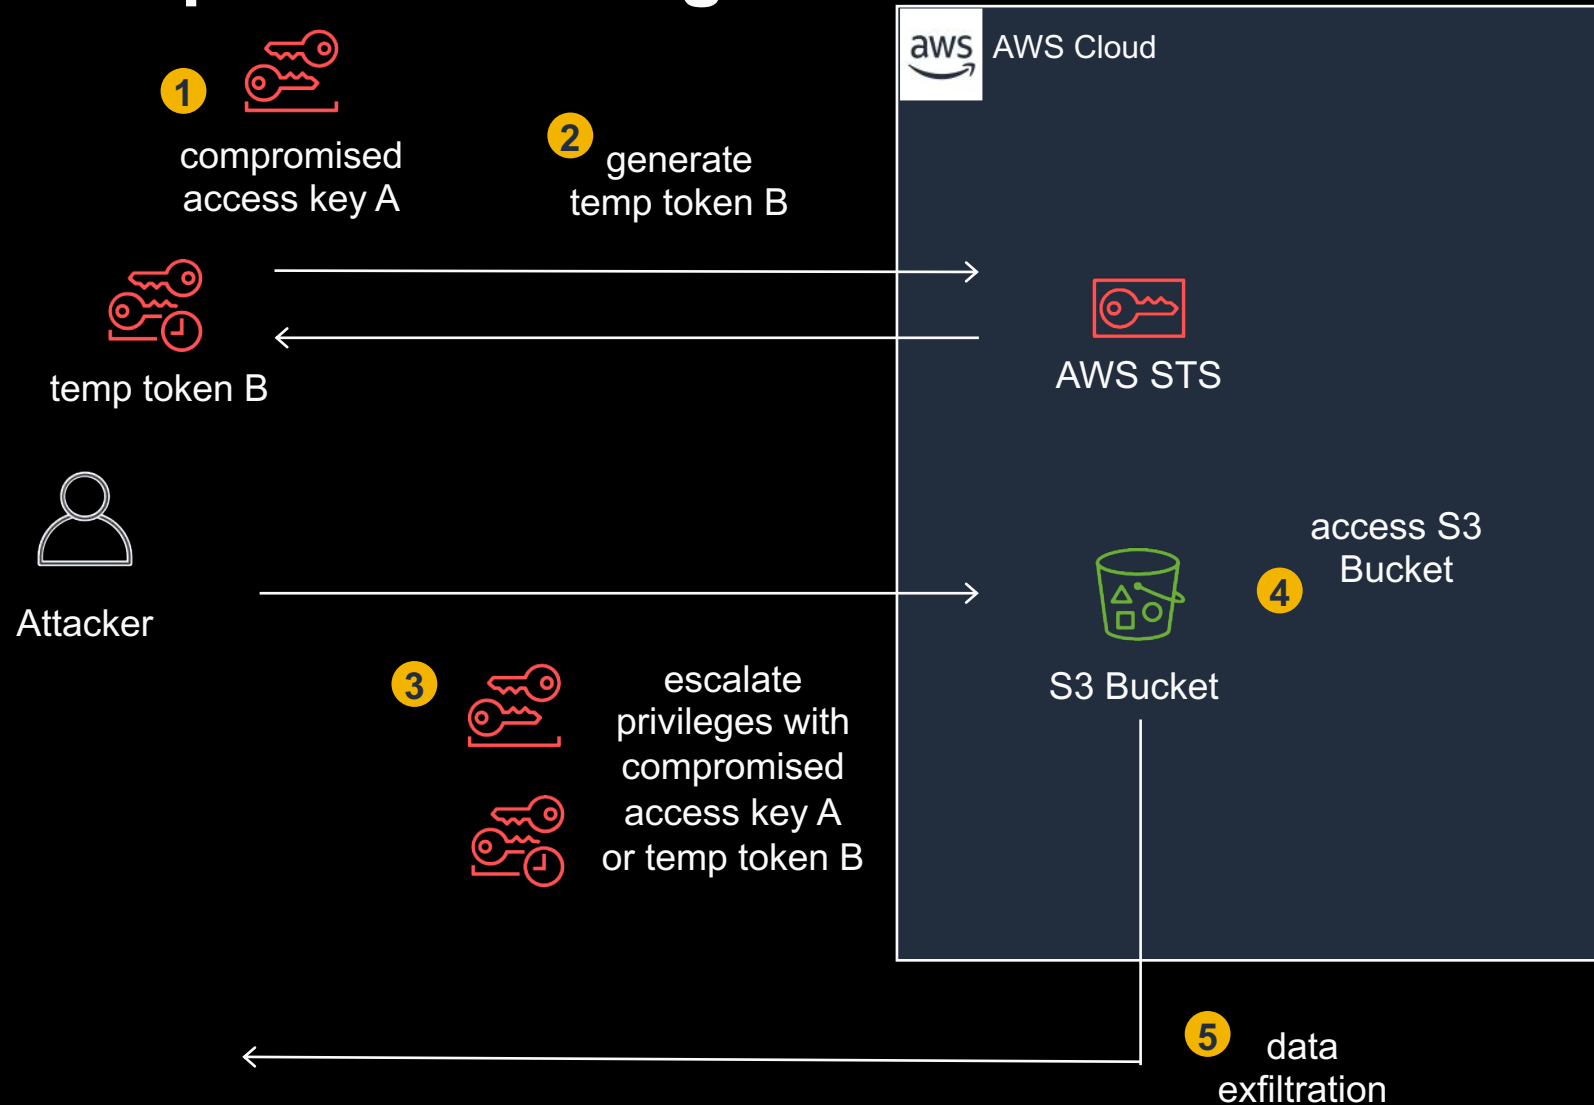 aws
AWS Cloud
1
compromised
access key A
2
generate
temp token B
temp token B
AWS STS
Attacker
access S3
Bucket
4
S3 Bucket
3
escalate
privileges with
compromised
access key A
or temp token B
5
data
exfiltration